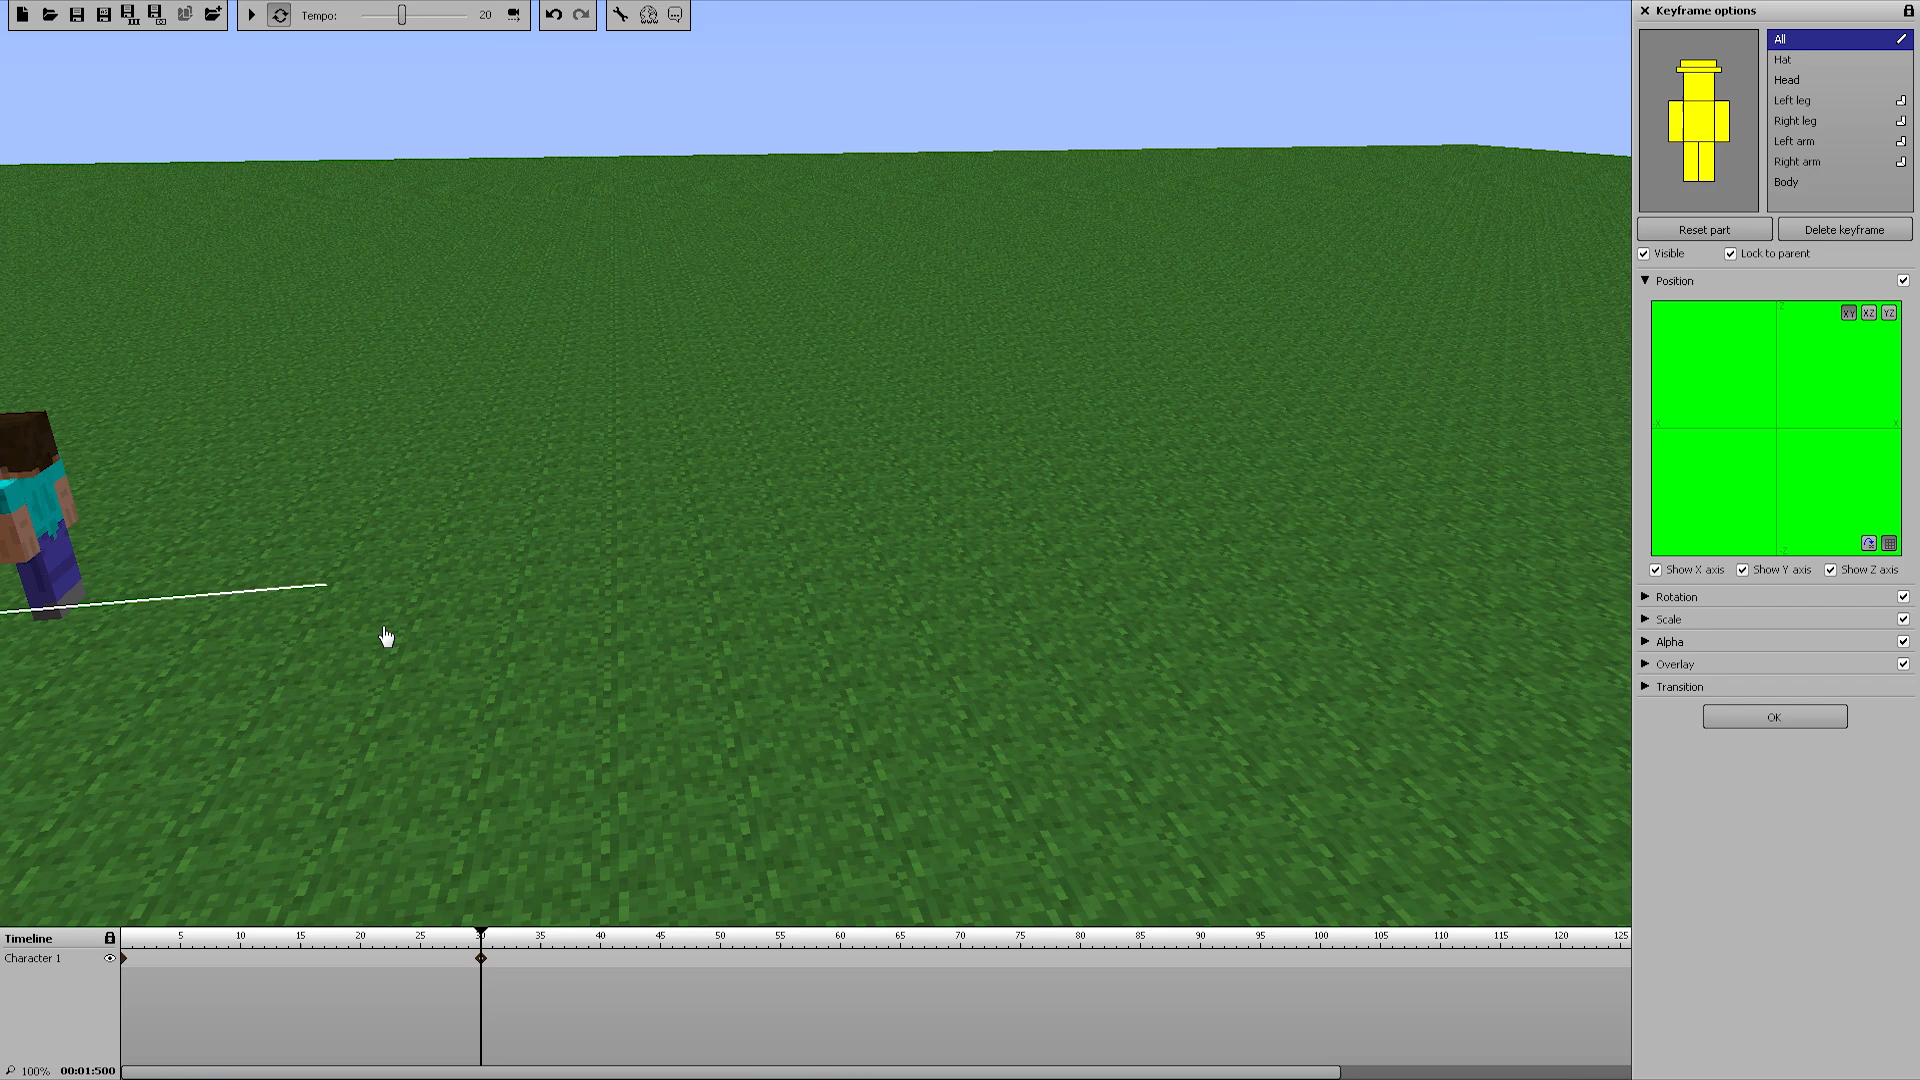 Tempo: 20
Keyframe options
All
Hat
Head
Left leg
Right leg
Left arm
Right arm
Body
Reset part Delete keyframe
Visible Lock to parent
Position
XY XZ YZ
Z
-X X
-Z
Show X axis Show Y axis Show Z axis
Rotation
Scale
Alpha
Overlay
Transition
OK
Timeline
5 10 15 20 25 30 35 40 45 50 55 60 65 70 75 80 85 90 95 100 105 110 115 120 125
Character 1
100% 00:01:500